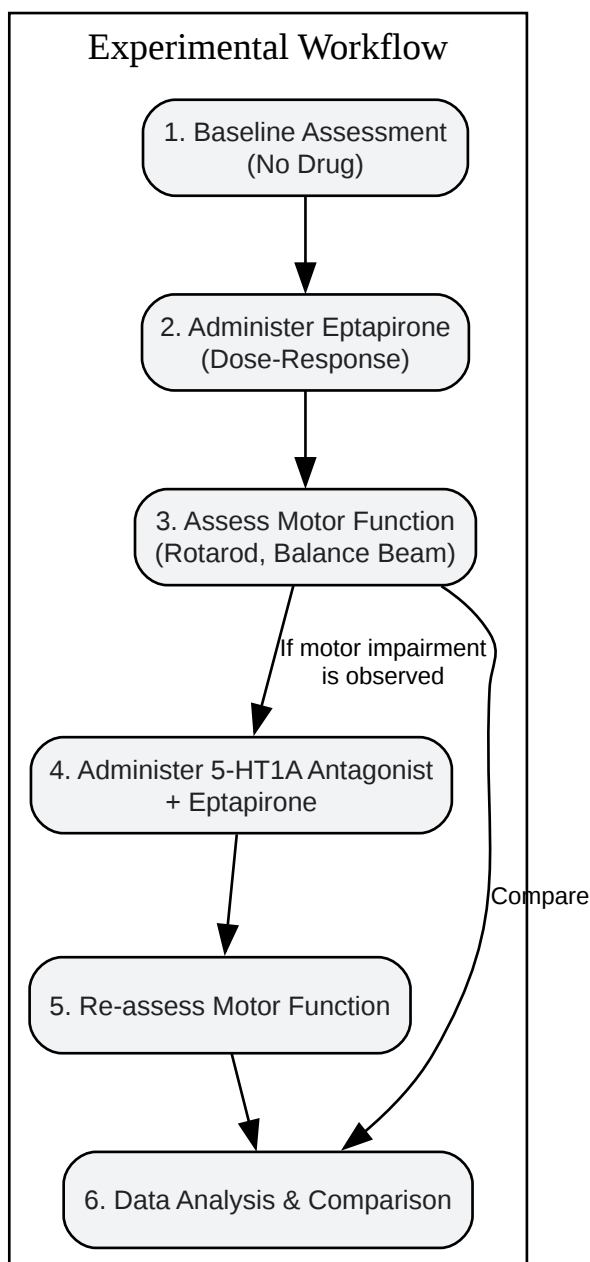 Experimental Workflow
1. Baseline Assessment
(No Drug)
2. Administer Eptapirone
(Dose-Response)
3. Assess Motor Function
(Rotarod, Balance Beam)
If motor impairment
is observed
4. Administer 5-HT1A Antagonist
+ Eptapirone
Compare
5. Re-assess Motor Function
6. Data Analysis & Comparison